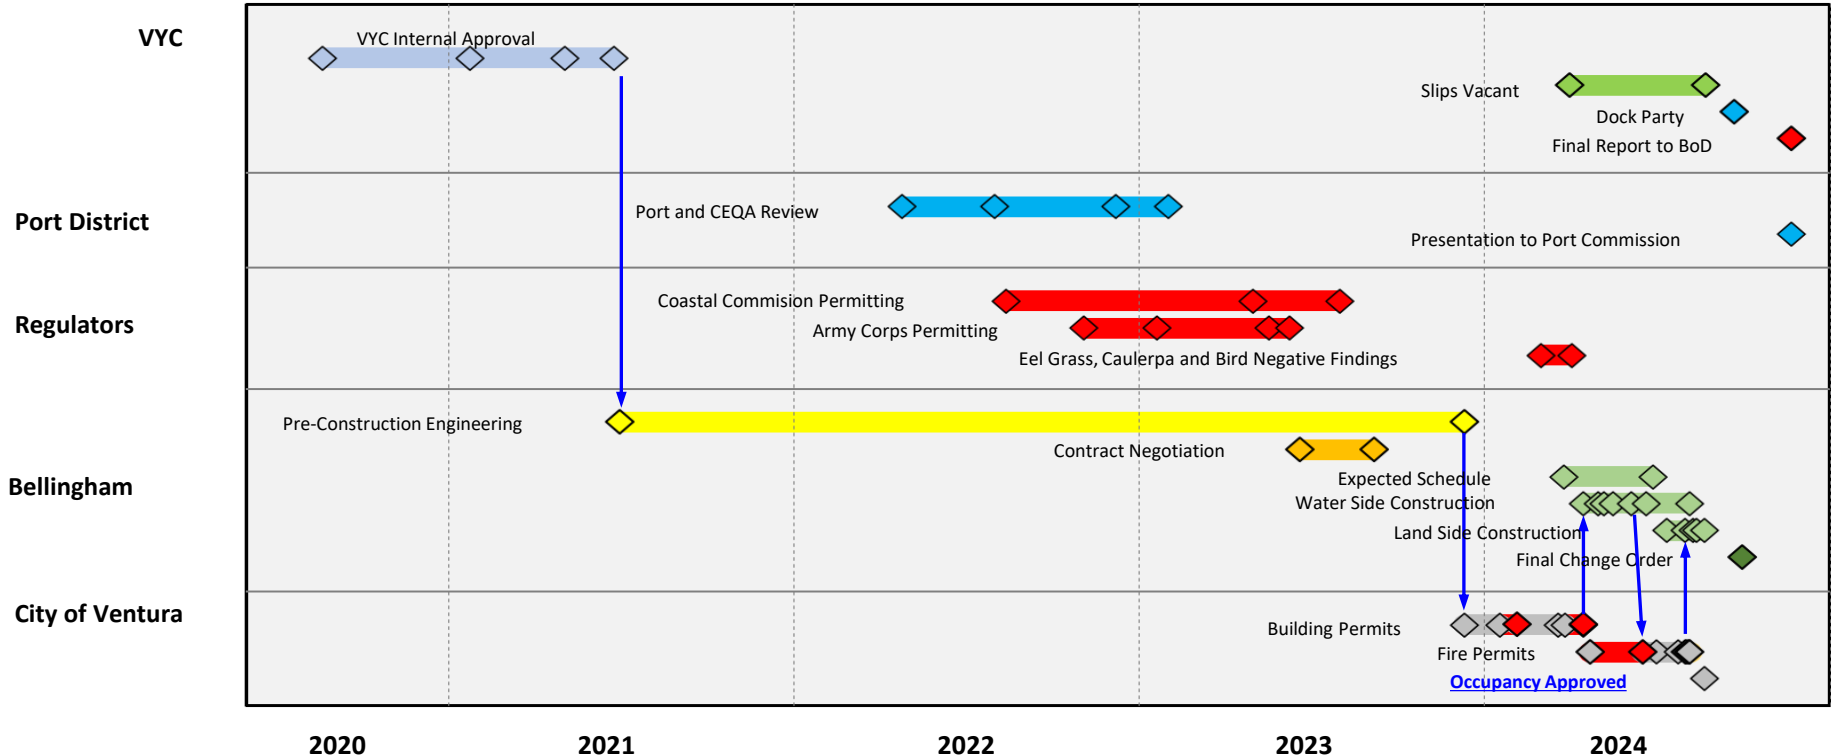 VYC
VYC Internal Approval
Slips Vacant
Dock Party
Final Report to BoD
Port District
Port and CEQA Review
Presentation to Port Commission
Regulators
Coastal Commision Permitting
Army Corps Permitting
Eel Grass, Caulerpa and Bird Negative Findings
Bellingham
Pre-Construction Engineering
Contract Negotiation
Expected Schedule
Water Side Construction
Land Side Construction
Final Change Order
City of Ventura
Building Permits
Fire Permits
Occupancy Approved
2020 2021 2022 2023 2024